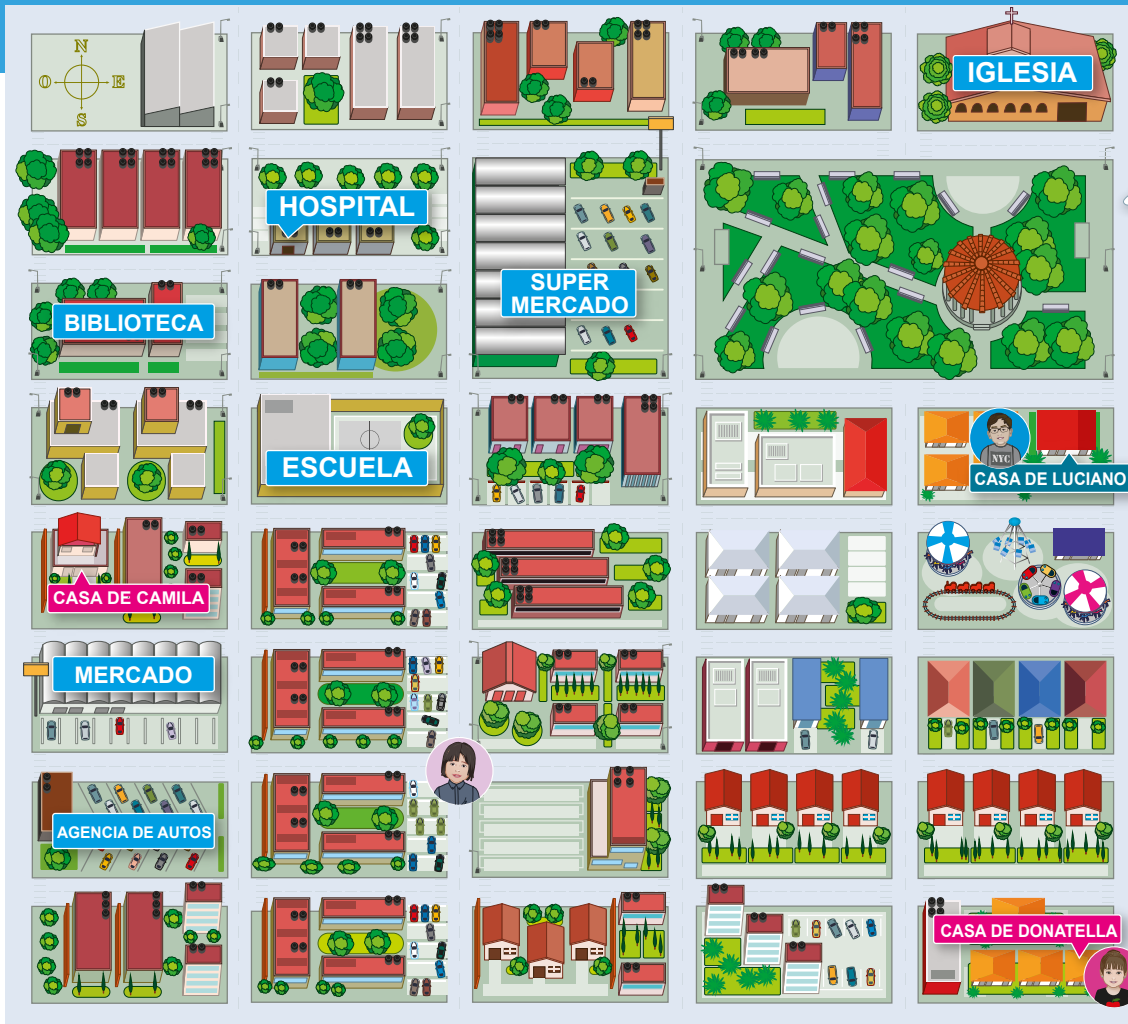 N
O E
S
IGLESIA
HOSPITAL
SUPER
MERCADO
BIBLIOTECA
ESCUELA
NYC
CASA DE LUCIANO
CASA DE CAMILA
MERCADO
AGENCIA DE AUTOS
CASA DE DONATELLA